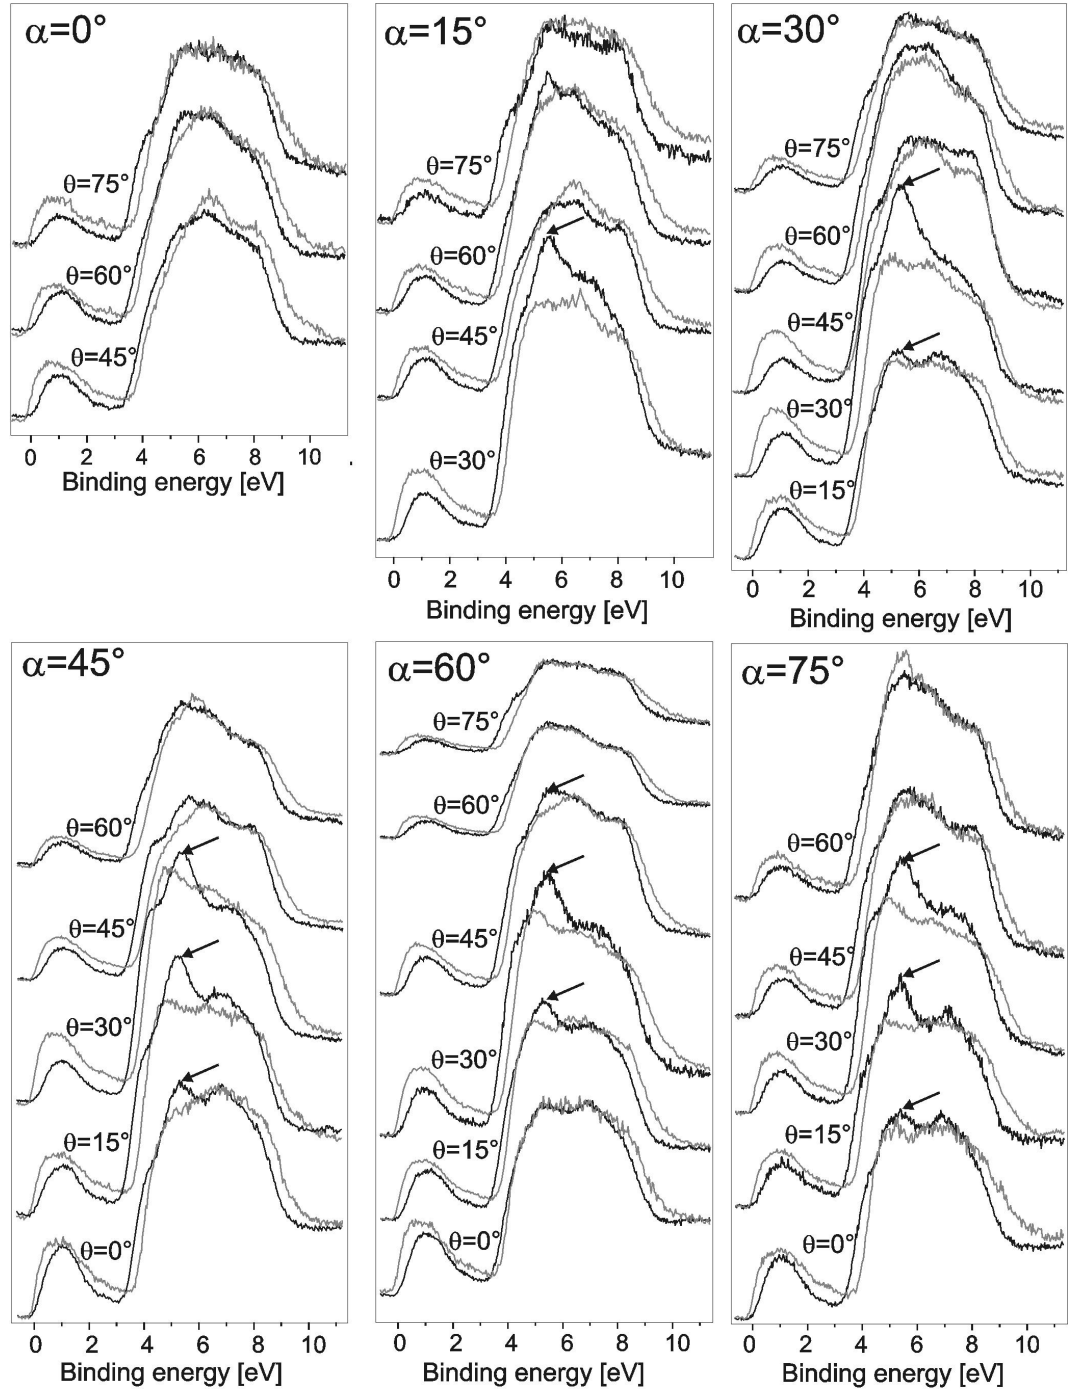 α=0°
θ=75°
θ=60°
θ=45°
0 2 4 6 8 10
Binding energy [eV]
α=15°
θ=75°
θ=60°
θ=45°
θ=30°
0 2 4 6 8 10
Binding energy [eV]
α=30°
θ=75°
θ=60°
θ=45°
θ=30°
θ=15°
0 2 4 6 8 10
Binding energy [eV]
α=45°
θ=60°
θ=45°
θ=30°
θ=15°
θ=0°
0 2 4 6 8 10
Binding energy [eV]
α=60°
θ=75°
θ=60°
θ=45°
θ=30°
θ=15°
θ=0°
0 2 4 6 8 10
Binding energy [eV]
α=75°
θ=60°
θ=45°
θ=30°
θ=15°
θ=0°
0 2 4 6 8 10
Binding energy [eV]